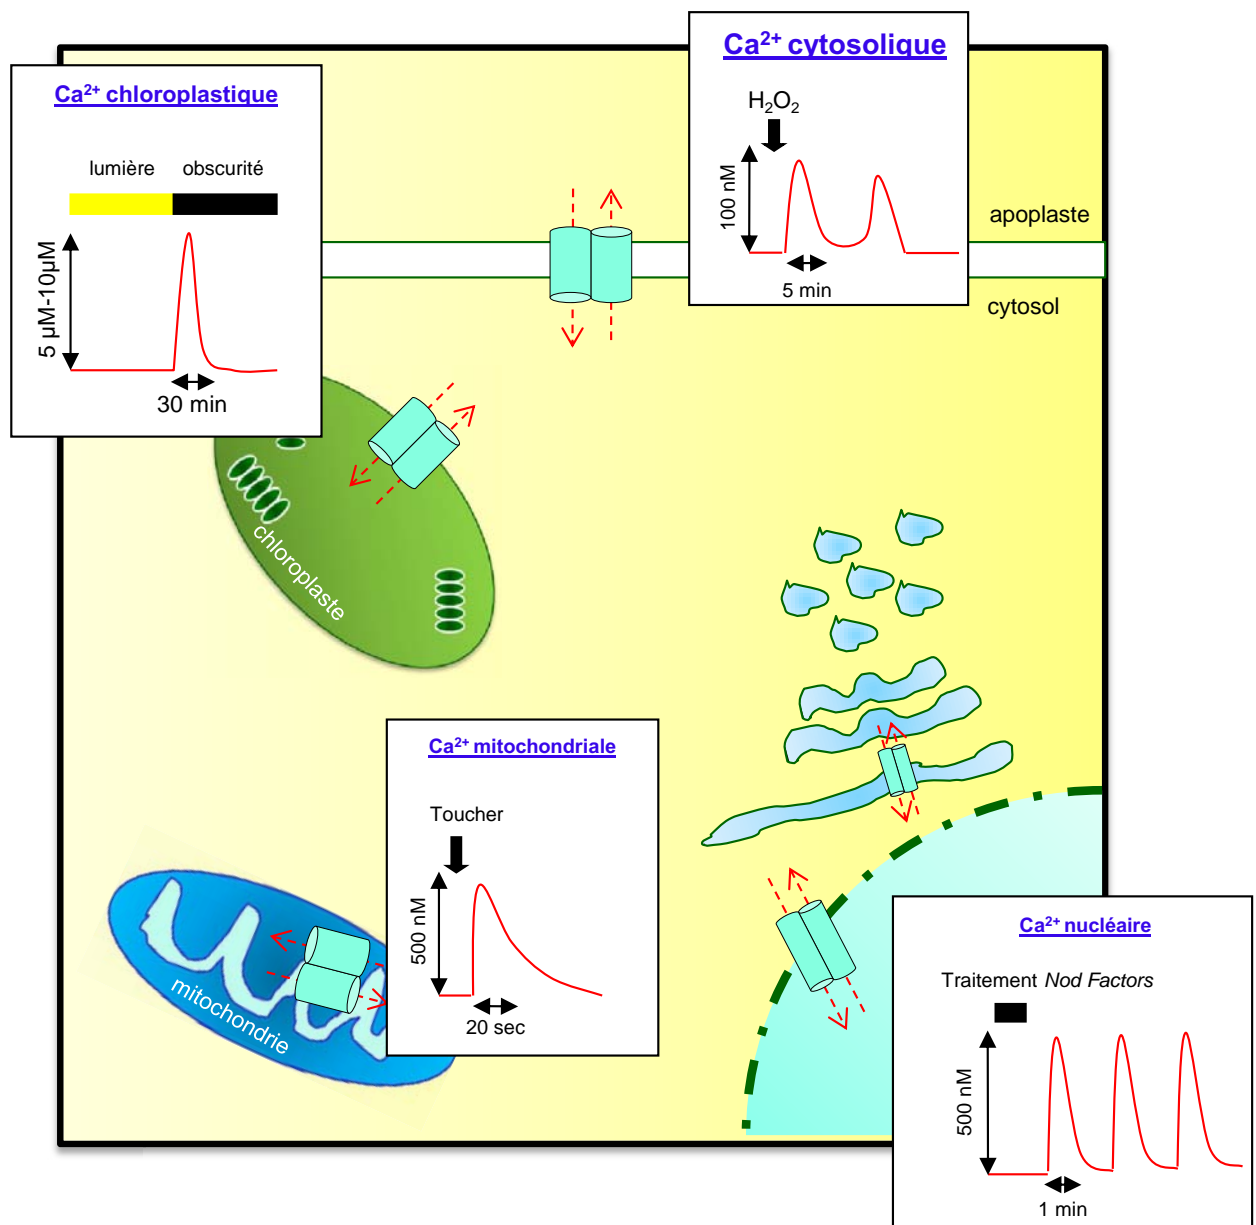 Ca²⁺ cytosolique
H₂O₂
100 nM
5 min
Ca²⁺ chloroplastique
lumière obscurité
5 µM-10µM
30 min
apoplaste
cytosol
chloroplaste
Ca²⁺ mitochondriale
Toucher
500 nM
20 sec
mitochondrie
Ca²⁺ nucléaire
Traitement Nod Factors
500 nM
1 min